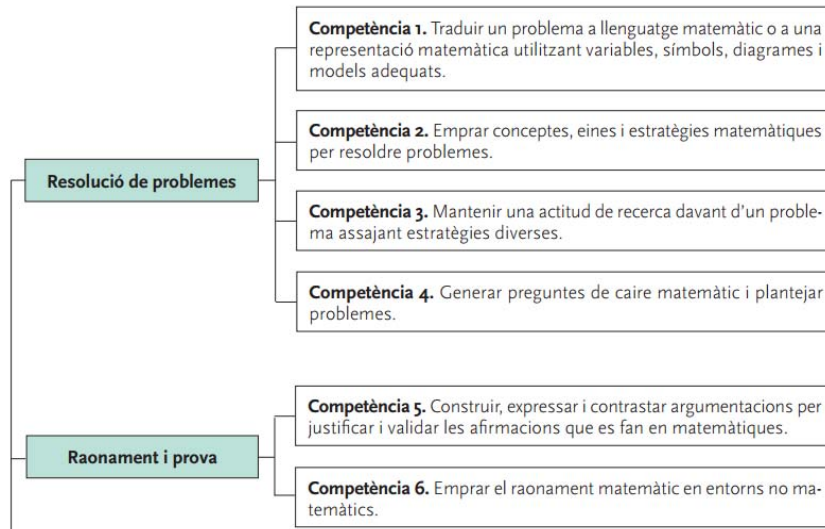 Competència 1. Traduir un problema a llenguatge matemàtic o a una
representació matemàtica utilitzant variables, símbols, diagrames i
models adequats.
Resolució de problemes
Competència 2. Emprar conceptes, eines i estratègies matemàtiques
per resoldre problemes.
Competència 3. Mantenir una actitud de recerca davant d'un proble-
ma assajant estratègies diverses.
Competència 4. Generar preguntes de caire matemàtic i plantejar
problemes.
Raonament i prova
Competència 5. Construir, expressar i contrastar argumentacions per
justificar i validar les afirmacions que es fan en matemàtiques.
Competència 6. Emprar el raonament matemàtic en entorns no ma-
temàtics.